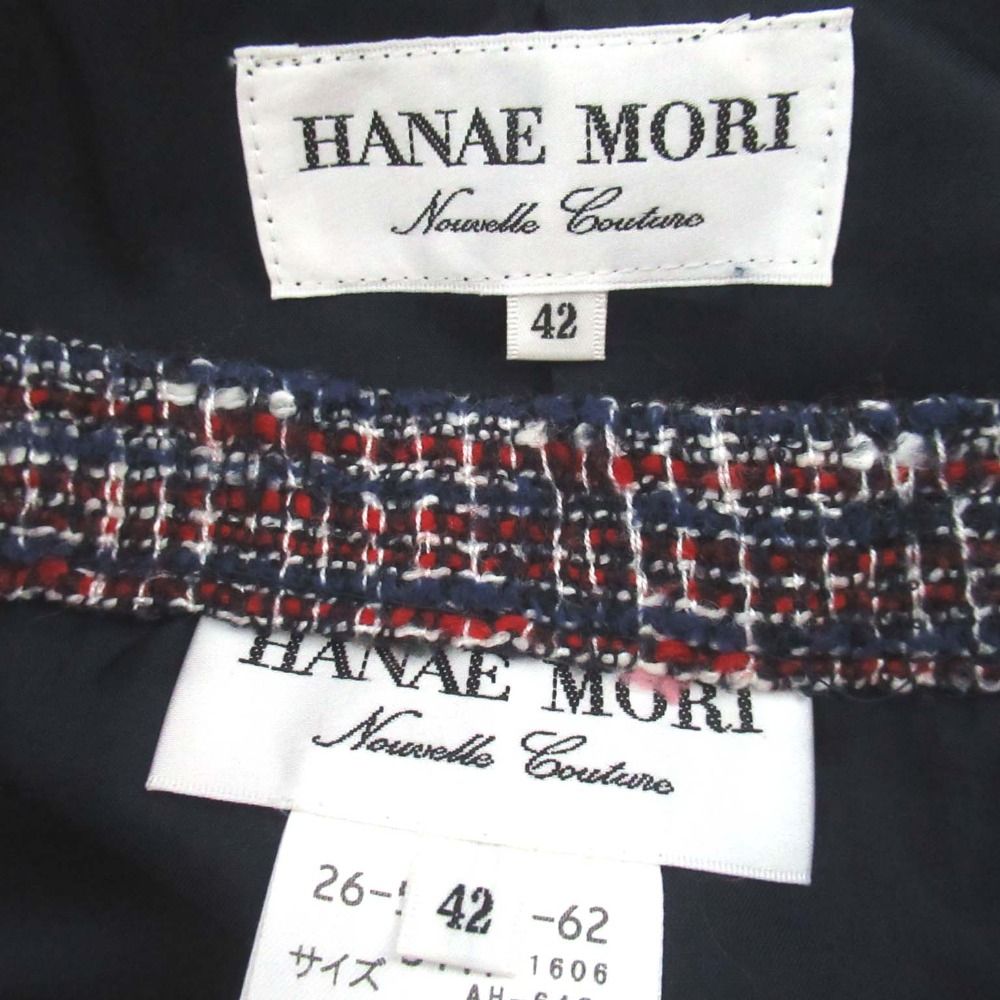 HANAE MORI
Nouvelle Couture
42
HANAE MORI
Nouvelle Couture
26- 42 -62
サイズ 1606